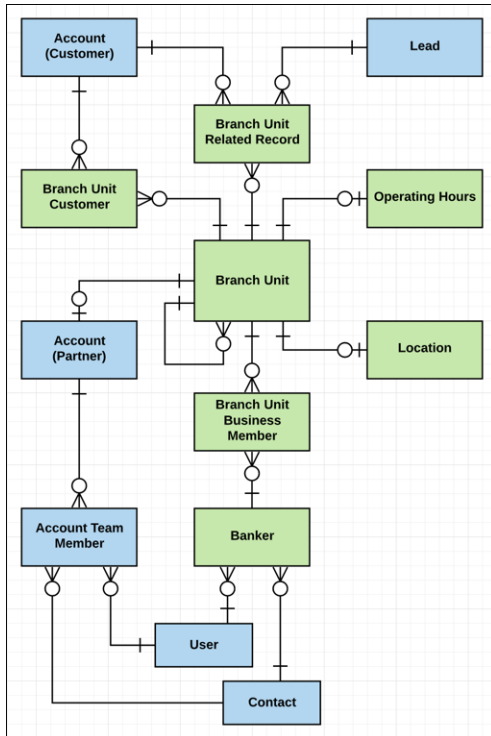 Account
(Customer)
Lead
Branch Unit
Related Record
Branch Unit
Customer
Operating Hours
Branch Unit
Account
(Partner)
Location
Branch Unit
Business
Member
Account Team
Member
Banker
User
Contact